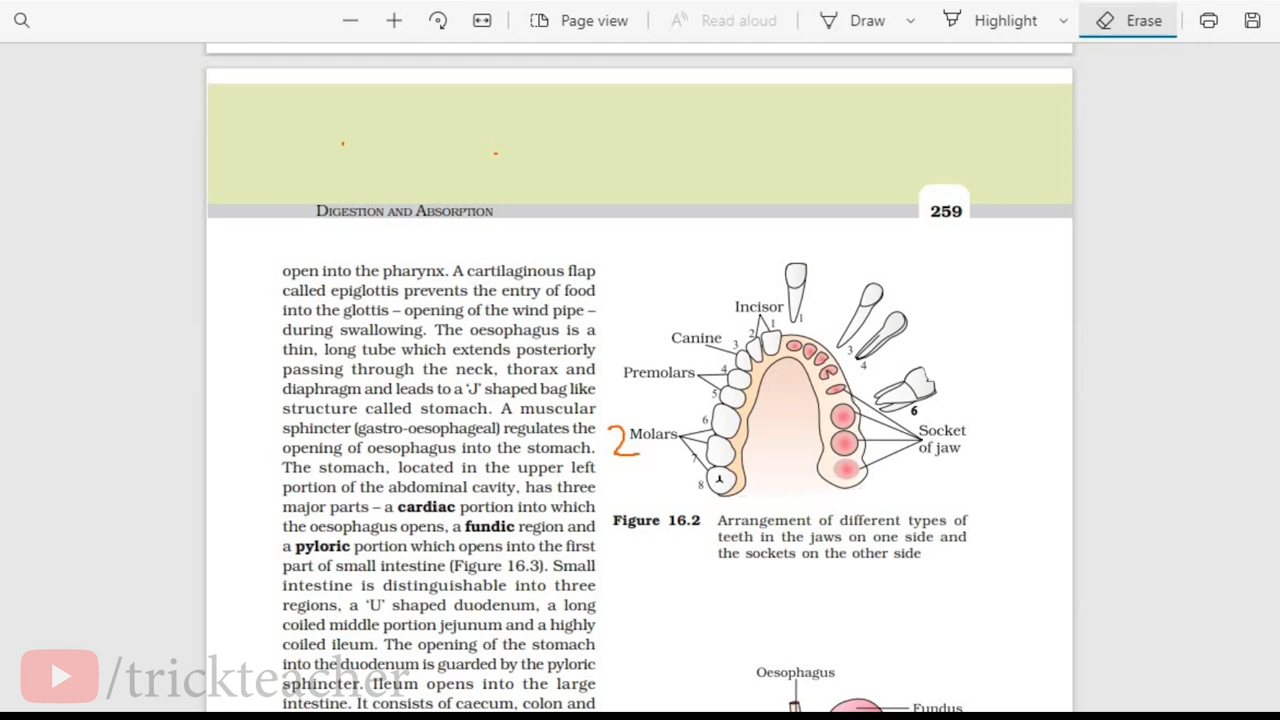 Page view
Read aloud
Draw
Highlight
Erase
DIGESTION AND ABSORPTION
259
open into the pharynx. A cartilaginous flap
called epiglottis prevents the entry of food
into the glottis – opening of the wind pipe –
during swallowing. The oesophagus is a
thin, long tube which extends posteriorly
passing through the neck, thorax and
diaphragm and leads to a ‘J’ shaped bag like
structure called stomach. A muscular
sphincter (gastro-oesophageal) regulates the
opening of oesophagus into the stomach.
The stomach, located in the upper left
portion of the abdominal cavity, has three
major parts – a cardiac portion into which
the oesophagus opens, a fundic region and
a pyloric portion which opens into the first
part of small intestine (Figure 16.3). Small
intestine is distinguishable into three
regions, a ‘U’ shaped duodenum, a long
coiled middle portion jejunum and a highly
coiled ileum. The opening of the stomach
into the duodenum is guarded by the pyloric
sphincter. Ileum opens into the large
intestine. It consists of caecum, colon and
Incisor
1
1
2
Canine
3
3
4
Premolars
4
5
6
6
2
Molars
7
8
Socket
of jaw
Figure 16.2 Arrangement of different types of
teeth in the jaws on one side and
the sockets on the other side
Oesophagus
Fundus
/trickteacher